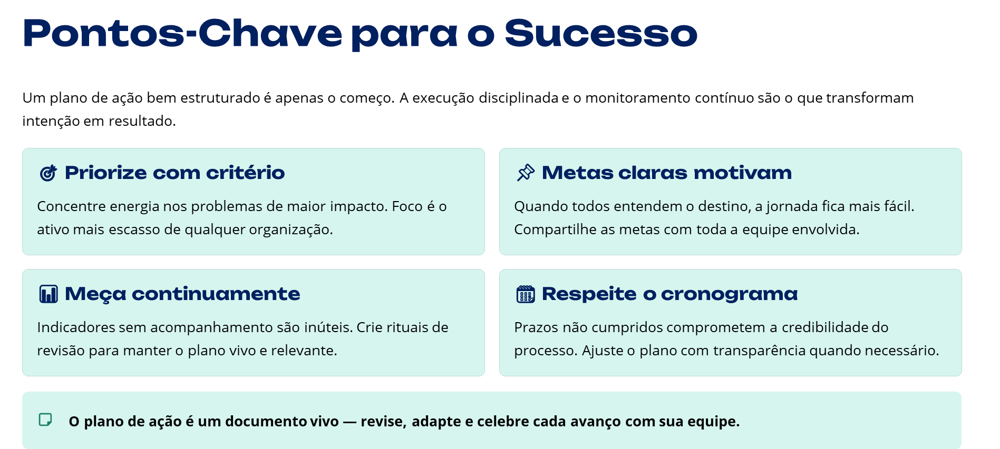 Pontos-Chave para o Sucesso
Um plano de ação bem estruturado é apenas o começo. A execução disciplinada e o monitoramento contínuo são o que transformam
intenção em resultado.
Priorize com critério
Concentre energia nos problemas de maior impacto. Foco é o
ativo mais escasso de qualquer organização.
Metas claras motivam
Quando todos entendem o destino, a jornada fica mais fácil.
Compartilhe as metas com toda a equipe envolvida.
Meça continuamente
Indicadores sem acompanhamento são inúteis. Crie rituais de
revisão para manter o plano vivo e relevante.
Respeite o cronograma
Prazos não cumpridos comprometem a credibilidade do
processo. Ajuste o plano com transparência quando necessário.
O plano de ação é um documento vivo — revise, adapte e celebre cada avanço com sua equipe.